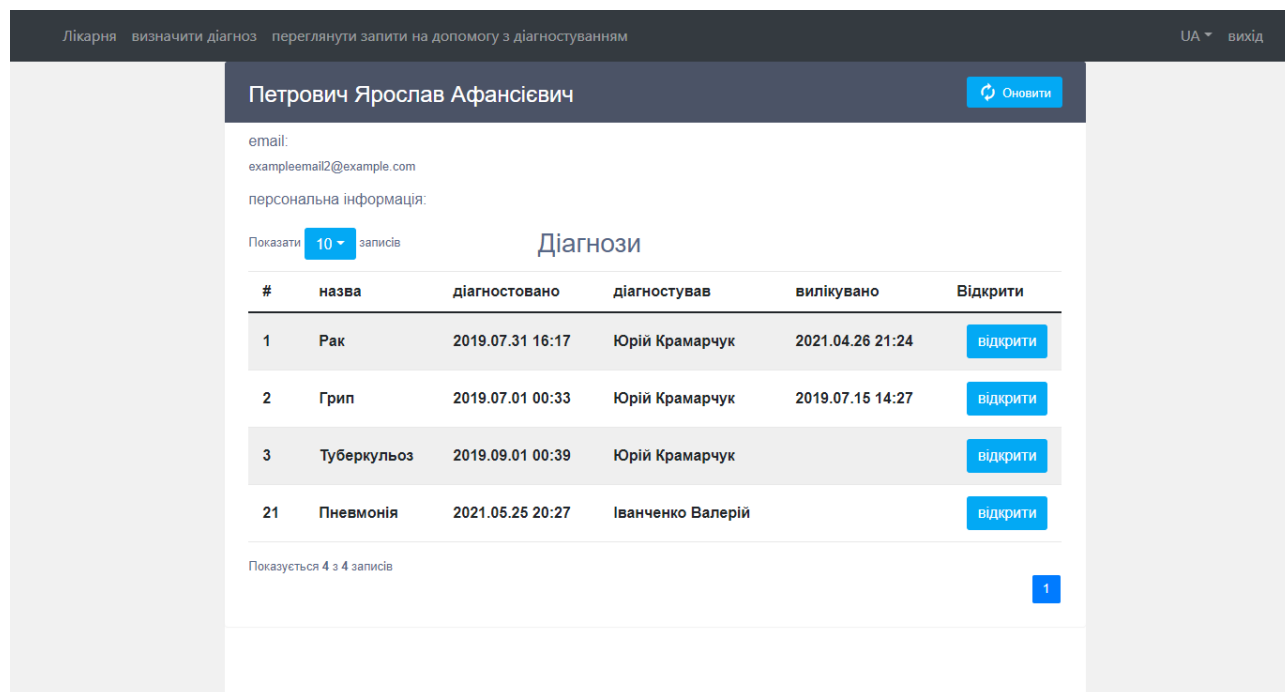 Лікарня визначити діагноз переглянути запити на допомогу з діагностуванням UA вихід
Петрович Ярослав Афансієвич Оновити
email:
exampleemail2@example.com
персональна інформація:
Показати 10 записів Діагнози
# назва діагностовано діагностував вилікувано Відкрити
1 Рак 2019.07.31 16:17 Юрій Крамарчук 2021.04.26 21:24 відкрити
2 Грип 2019.07.01 00:33 Юрій Крамарчук 2019.07.15 14:27 відкрити
3 Туберкульоз 2019.09.01 00:39 Юрій Крамарчук відкрити
21 Пневмонія 2021.05.25 20:27 Іванченко Валерій відкрити
Показується 4 з 4 записів
1